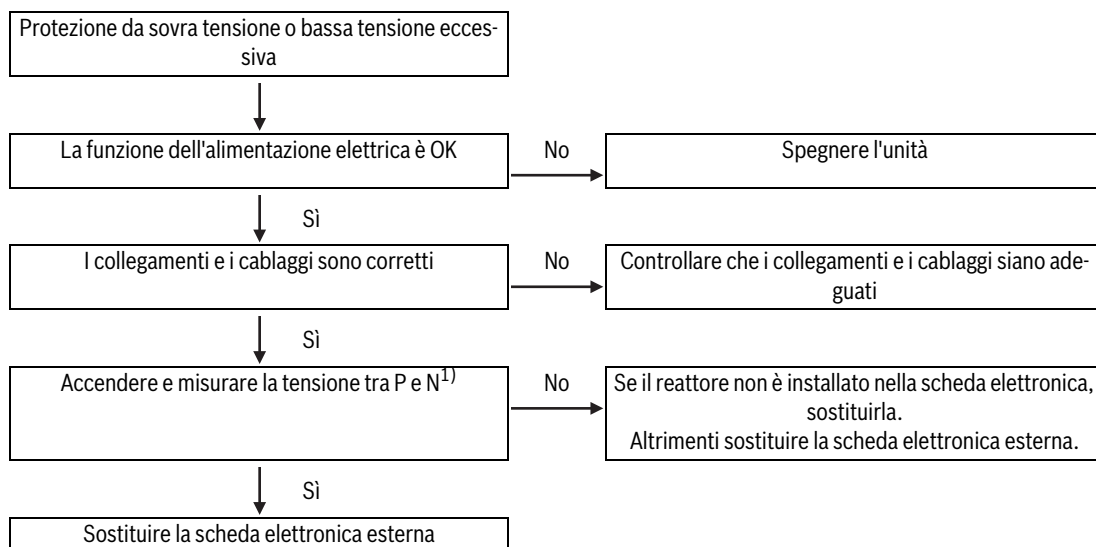 Protezione da sovra tensione o bassa tensione ecces-
siva
La funzione dell'alimentazione elettrica è OK
No
Spegnere l'unità
Sì
I collegamenti e i cablaggi sono corretti
No
Controllare che i collegamenti e i cablaggi siano ade-
guati
Sì
Accendere e misurare la tensione tra P e N1)
No
Se il reattore non è installato nella scheda elettronica,
sostituirla.
Altrimenti sostituire la scheda elettronica esterna.
Sì
Sostituire la scheda elettronica esterna